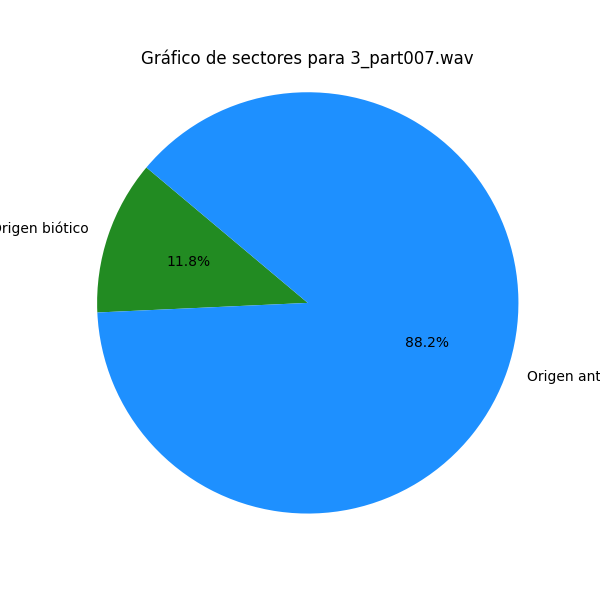 Gráfico de sectores para 3_part007.wav
rigen biótico
11.8%
88.2%
Origen ant